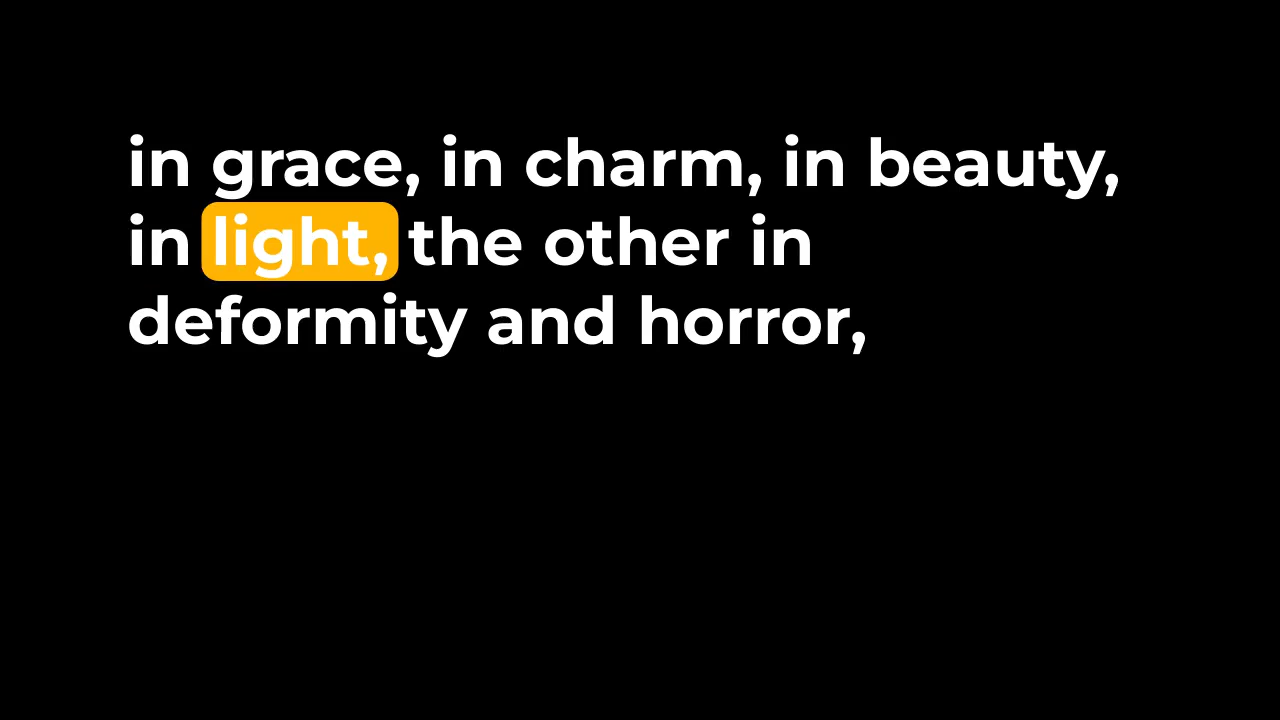 in grace, in charm, in beauty,
in light, the other in
deformity and horror,